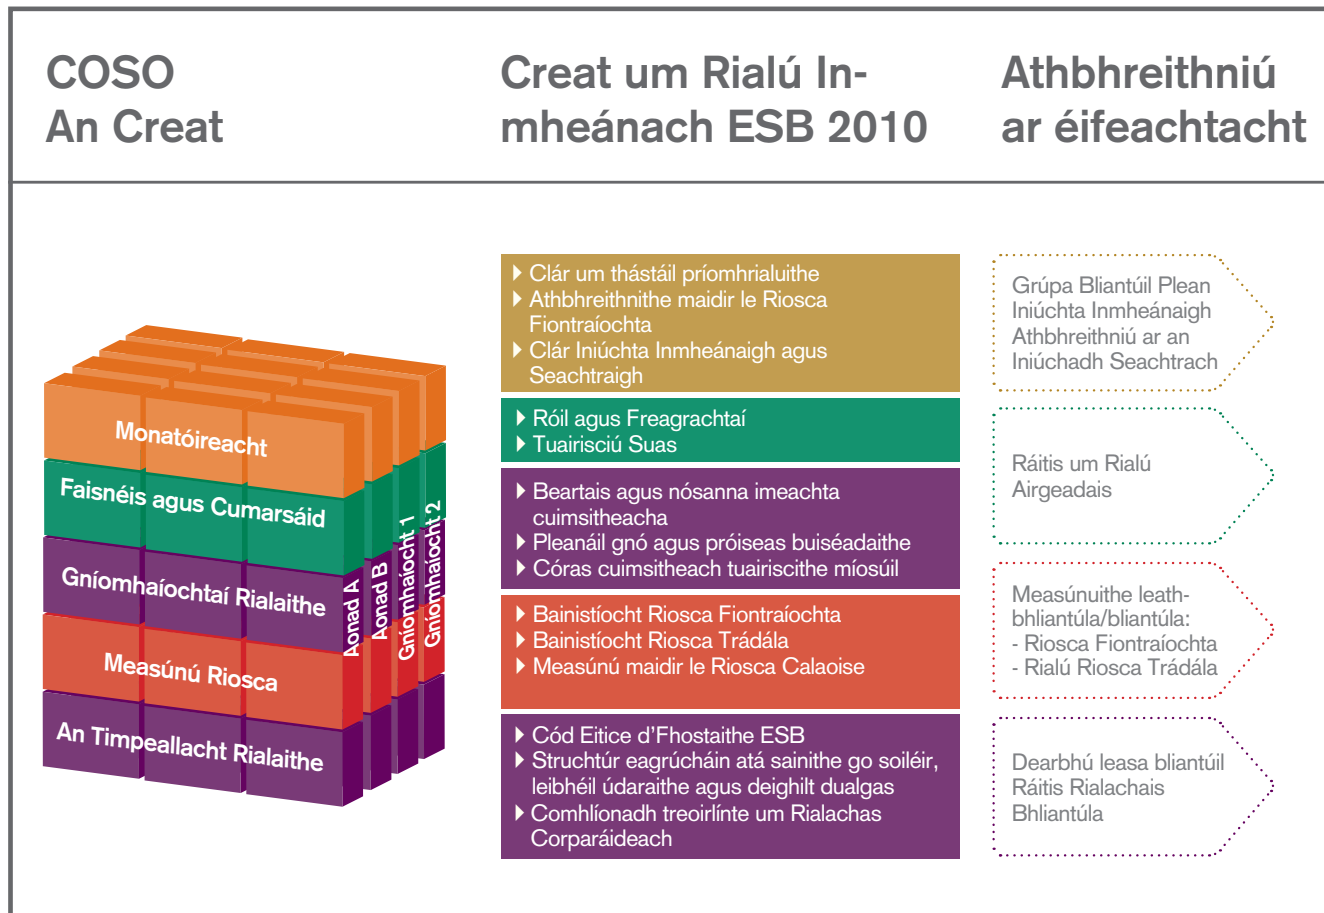 COSO
An Creat
Creat um Rialú In-
mheánach ESB 2010
Athbhreithniú
ar éifeachtacht
Monatóireacht
Faisnéis agus Cumarsáid
Gníomhaíochtaí Rialaithe
Measúnú Riosca
An Timpeallacht Rialaithe
Aonad A
Aonad B
Gníomhaíocht 1
Gníomhaíocht 2
Clár um thástáil príomhrialuithe
Athbhreithnithe maidir le Riosca
Fiontraíochta
Clár Iniúchta Inmheánaigh agus
Seachtraigh
Róil agus Freagrachtaí
Tuairisciú Suas
Beartais agus nósanna imeachta
cuimsitheacha
Pleanáil gnó agus próiseas buiséadaithe
Córas cuimsitheach tuairiscithe míosúil
Bainistíocht Riosca Fiontraíochta
Bainistíocht Riosca Trádála
Measúnú maidir le Riosca Calaoise
Cód Eitice d'Fhostaithe ESB
Struchtúr eagrúcháin atá sainithe go soiléir,
leibhéil údaraithe agus deighilt dualgas
Comhlíonadh treoirlínte um Rialachas
Corparáideach
Grúpa Bliantúil Plean
Iniúchta Inmheánaigh
Athbhreithniú ar an
Iniúchadh Seachtrach
Ráitis um Rialú
Airgeadais
Measúnuithe leath-
bhliantúla/bliantúla:
- Riosca Fiontraíochta
- Rialú Riosca Trádála
Dearbhú leasa bliantúil
Ráitis Rialachais
Bhliantúla